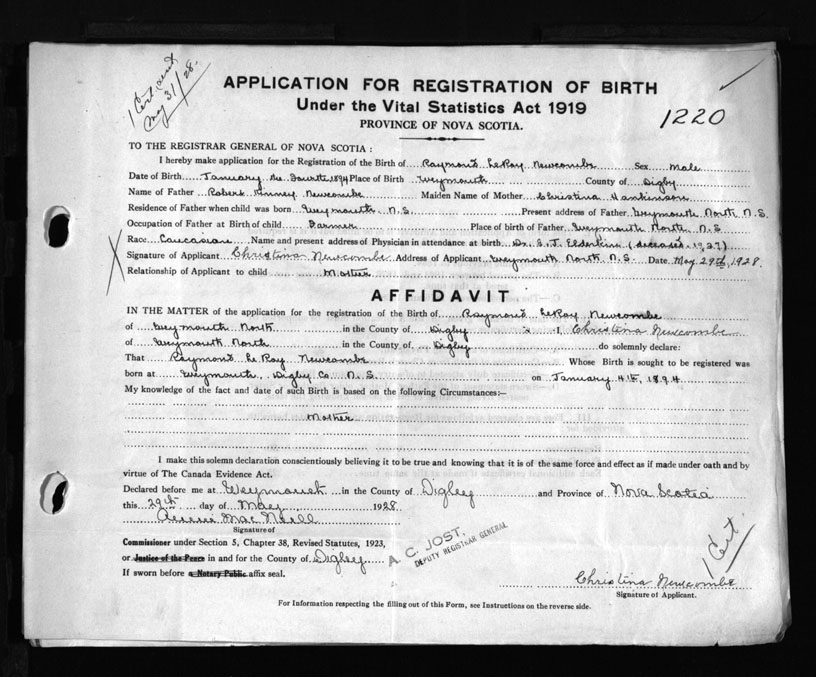 1 Cert. sent
May 31/28.
APPLICATION FOR REGISTRATION OF BIRTH
Under the Vital Statistics Act 1919
1220
PROVINCE OF NOVA SCOTIA.
TO THE REGISTRAR GENERAL OF NOVA SCOTIA :
I hereby make application for the Registration of the Birth of Raymond LeRoy Newcombe Sex Male
Date of Birth January the Fourth 1894 Place of Birth Weymouth County of Digby
Name of Father Robert Newcombe Maiden Name of Mother Christina Hankinson
Residence of Father when child was born Weymouth N.S. Present address of Father Weymouth North N.S.
Occupation of Father at Birth of child Farmer Place of birth of Father Weymouth North N.S.
Race Caucasian Name and present address of Physician in attendance at birth Dr. Elderkin (deceased 1927)
Signature of Applicant Christina Newcombe Address of Applicant Weymouth North N.S. Date May 29th, 1928.
Relationship of Applicant to child Mother
AFFIDAVIT
IN THE MATTER of the application for the registration of the Birth of Raymond LeRoy Newcombe
of Weymouth North in the County of Digby I, Christina Newcombe
of Weymouth North in the County of Digby do solemnly declare:
That Raymond LeRoy Newcombe Whose Birth is sought to be registered was
born at Weymouth, Digby Co. N.S. on January 4th, 1894
My knowledge of the fact and date of such Birth is based on the following Circumstances:—
Mother
I make this solemn declaration conscientiously believing it to be true and knowing that it is of the same force and effect as if made under oath and by
virtue of The Canada Evidence Act.
Declared before me at Weymouth in the County of Digby and Province of Nova Scotia
this 29th day of May 1928
MacNeill
Signature of
Commissioner under Section 5, Chapter 38, Revised Statutes, 1923,
or Justice of the Peace in and for the County of Digby
A C. JOST,
DEPUTY REGISTRAR GENERAL
If sworn before a Notary Public affix seal.
1 Cert
Christina Newcombe
Signature of Applicant.
For Information respecting the filling out of this Form, see Instructions on the reverse side.